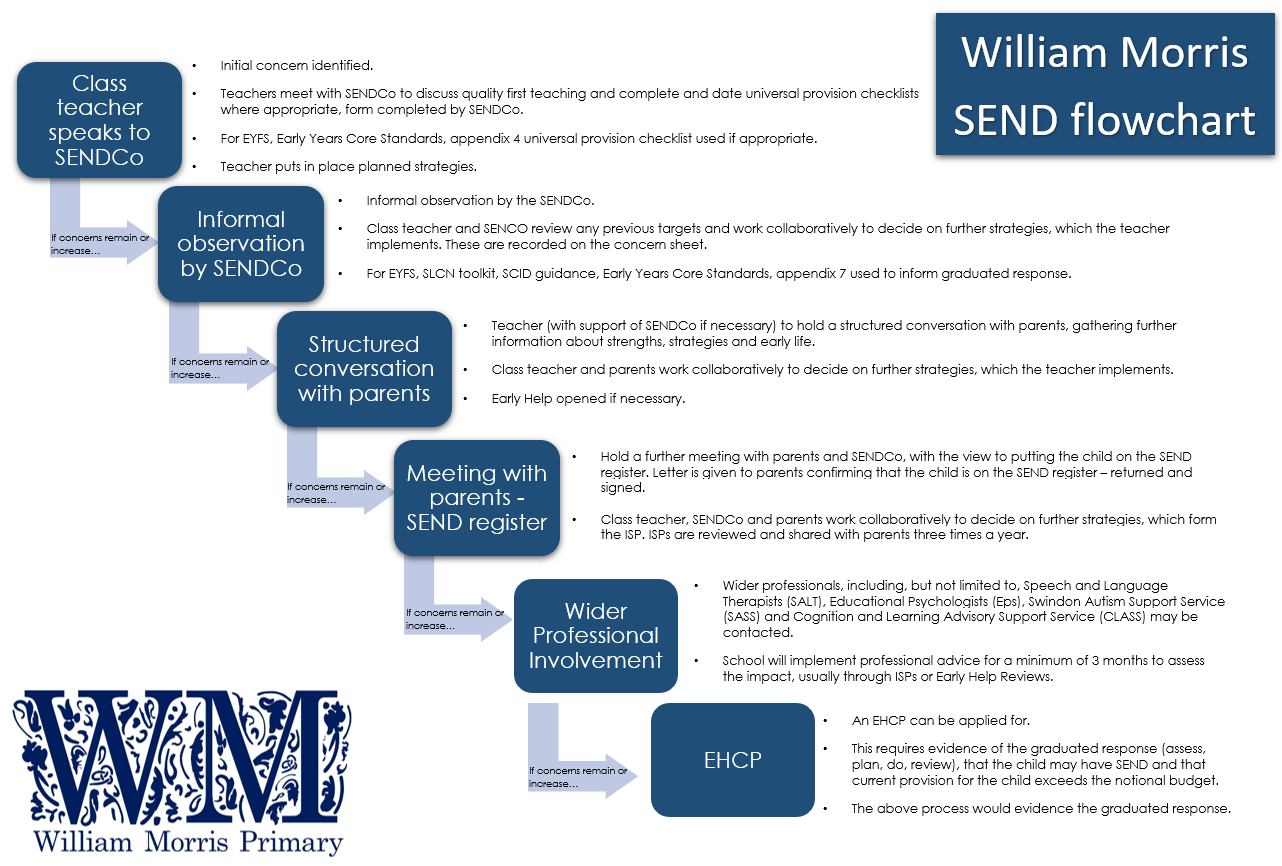 William Morris
SEND flowchart
Class
teacher
speaks to
SENDCo
• Initial concern identified.
• Teachers meet with SENDCo to discuss quality first teaching and complete and date universal provision checklists
where appropriate, form completed by SENDCo.
• For EYFS, Early Years Core Standards, appendix 4 universal provision checklist used if appropriate.
• Teacher puts in place planned strategies.
If concerns remain or
increase…
Informal
observation
by SENDCo
• Informal observation by the SENDCo.
• Class teacher and SENCO review any previous targets and work collaboratively to decide on further strategies, which the teacher
implements. These are recorded on the concern sheet.
• For EYFS, SLCN toolkit, SCID guidance, Early Years Core Standards, appendix 7 used to inform graduated response.
If concerns remain or
increase…
Structured
conversation
with parents
• Teacher (with support of SENDCo if necessary) to hold a structured conversation with parents, gathering further
information about strengths, strategies and early life.
• Class teacher and parents work collaboratively to decide on further strategies, which the teacher implements.
• Early Help opened if necessary.
If concerns remain or
increase…
Meeting with
parents -
SEND register
• Hold a further meeting with parents and SENDCo, with the view to putting the child on the SEND
register. Letter is given to parents confirming that the child is on the SEND register – returned and
signed.
• Class teacher, SENDCo and parents work collaboratively to decide on further strategies, which form
the ISP. ISPs are reviewed and shared with parents three times a year.
If concerns remain or
increase…
Wider
Professional
Involvement
• Wider professionals, including, but not limited to, Speech and Language
Therapists (SALT), Educational Psychologists (Eps), Swindon Autism Support Service
(SASS) and Cognition and Learning Advisory Support Service (CLASS) may be
contacted.
• School will implement professional advice for a minimum of 3 months to assess
the impact, usually through ISPs or Early Help Reviews.
If concerns remain or
increase…
EHCP
• An EHCP can be applied for.
• This requires evidence of the graduated response (assess,
plan, do, review), that the child may have SEND and that
current provision for the child exceeds the notional budget.
• The above process would evidence the graduated response.
WM
William Morris Primary